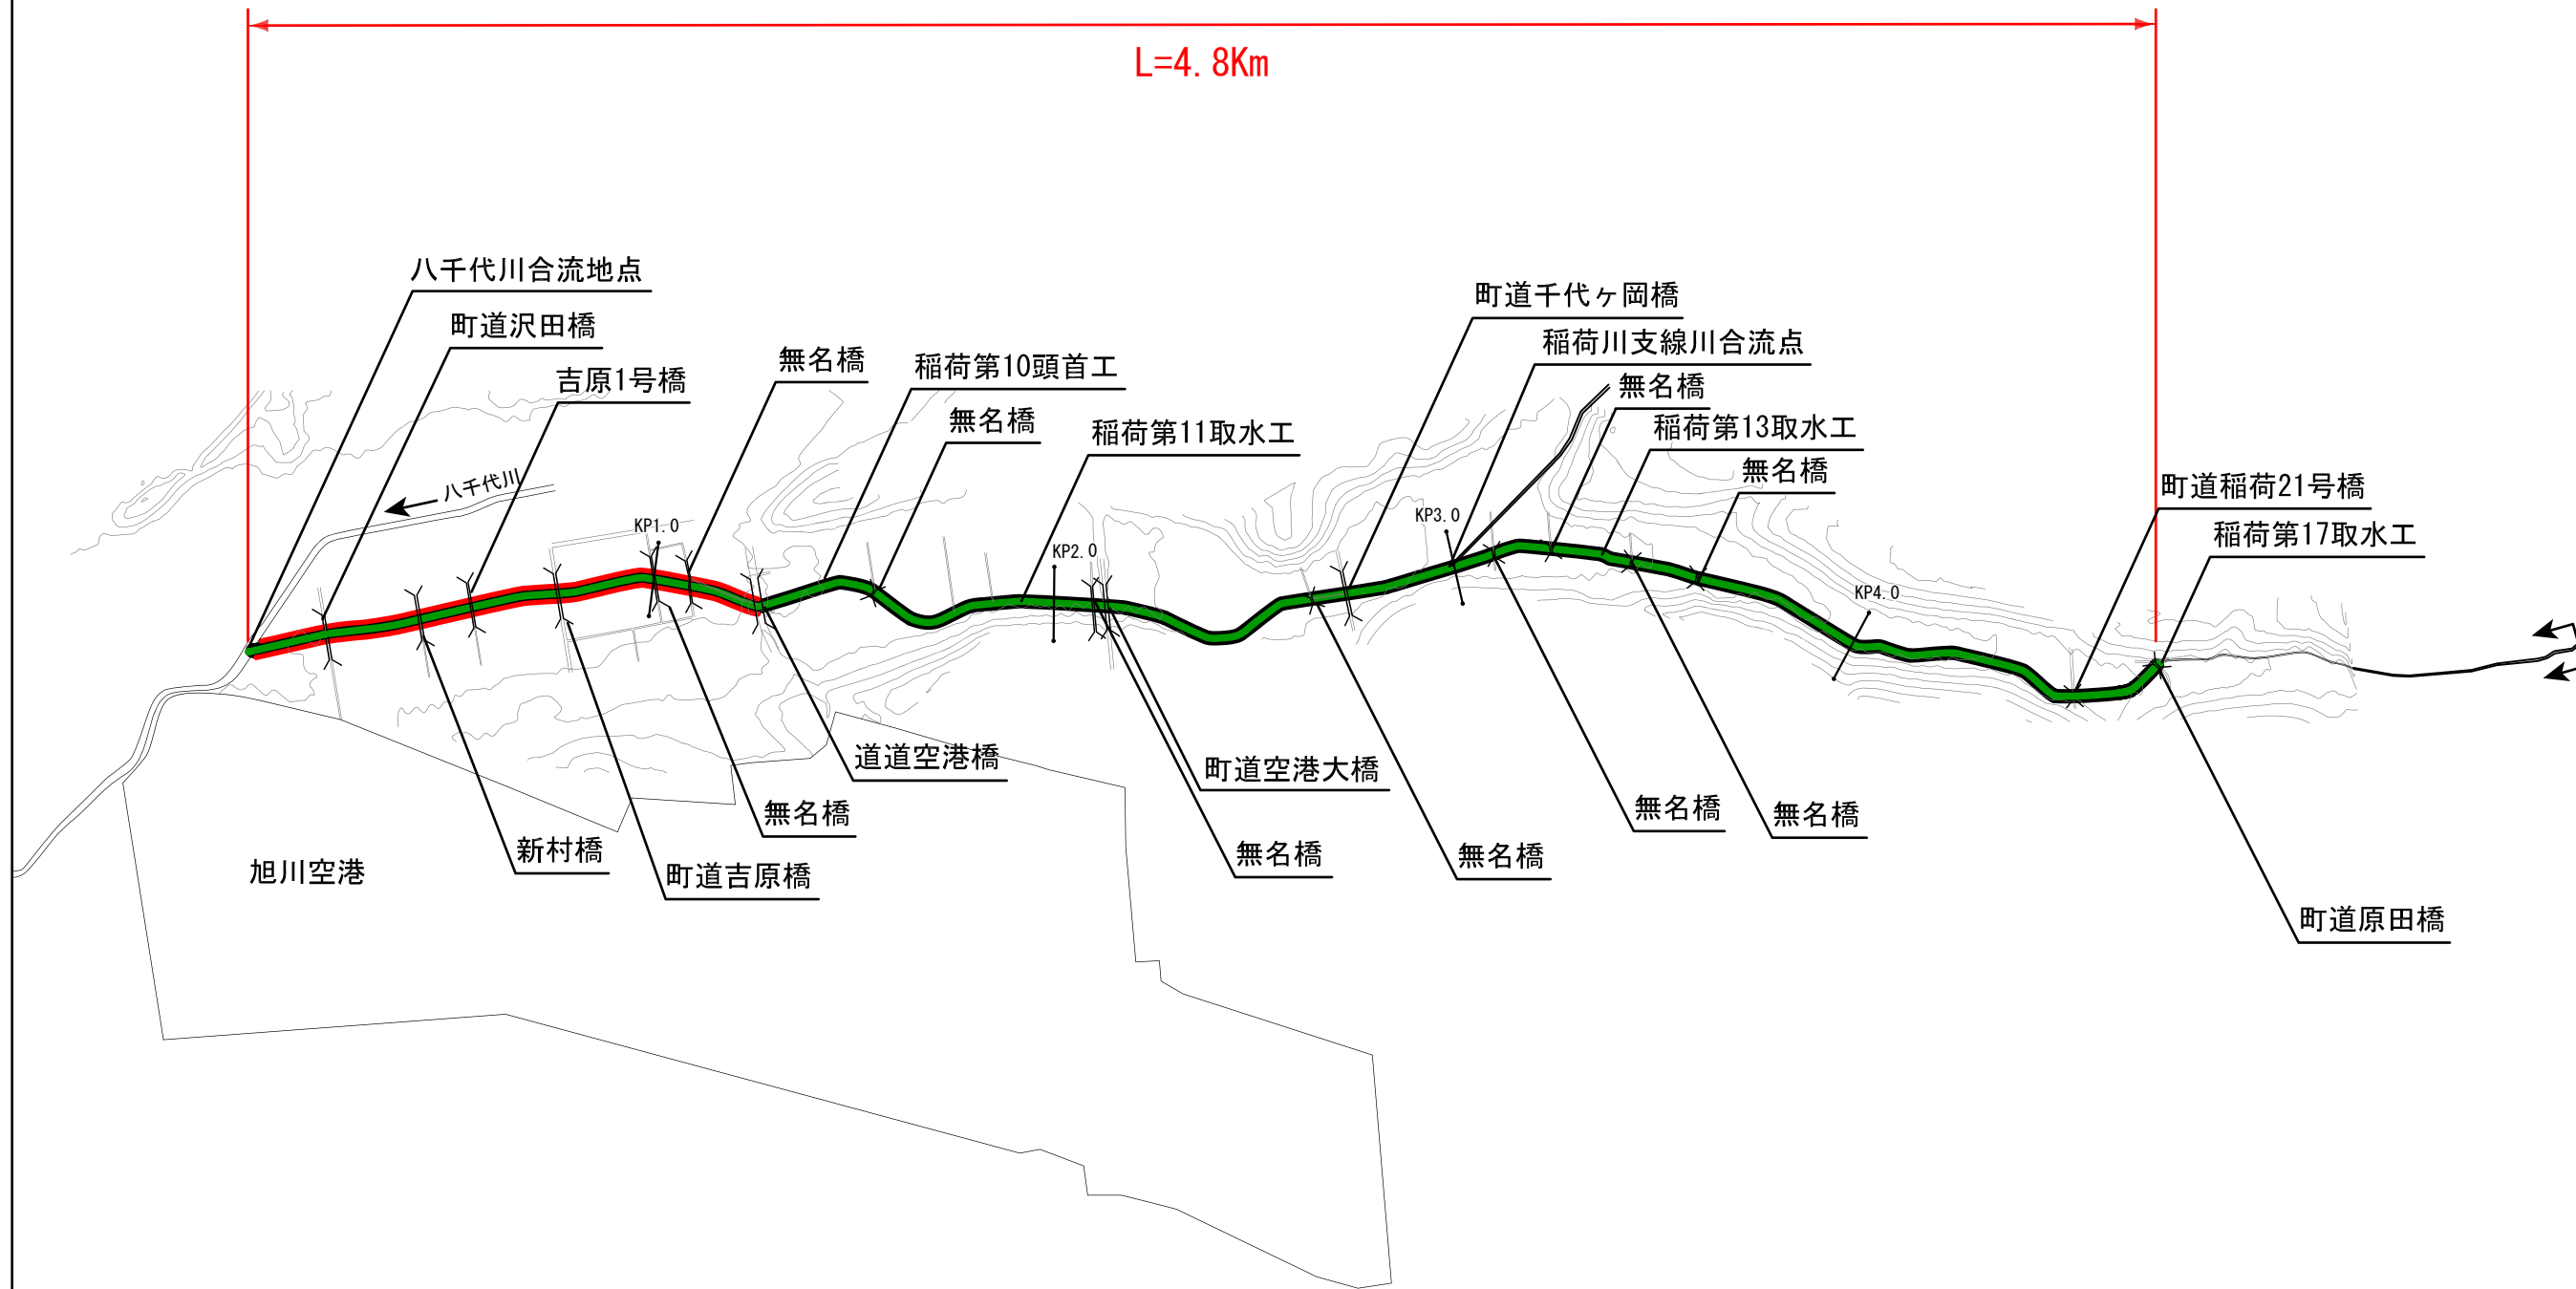 L=4.8Km
八千代川合流地点
町道沢田橋
吉原1号橋
無名橋
稲荷第10頭首工
無名橋
稲荷第11取水工
町道千代ヶ岡橋
稲荷川支線川合流点
無名橋
稲荷第13取水工
無名橋
町道稲荷21号橋
稲荷第17取水工
八千代川
KP1.0
KP2.0
KP3.0
KP4.0
道道空港橋
無名橋
新村橋
町道吉原橋
旭川空港
町道空港大橋
無名橋
無名橋
無名橋
無名橋
町道原田橋